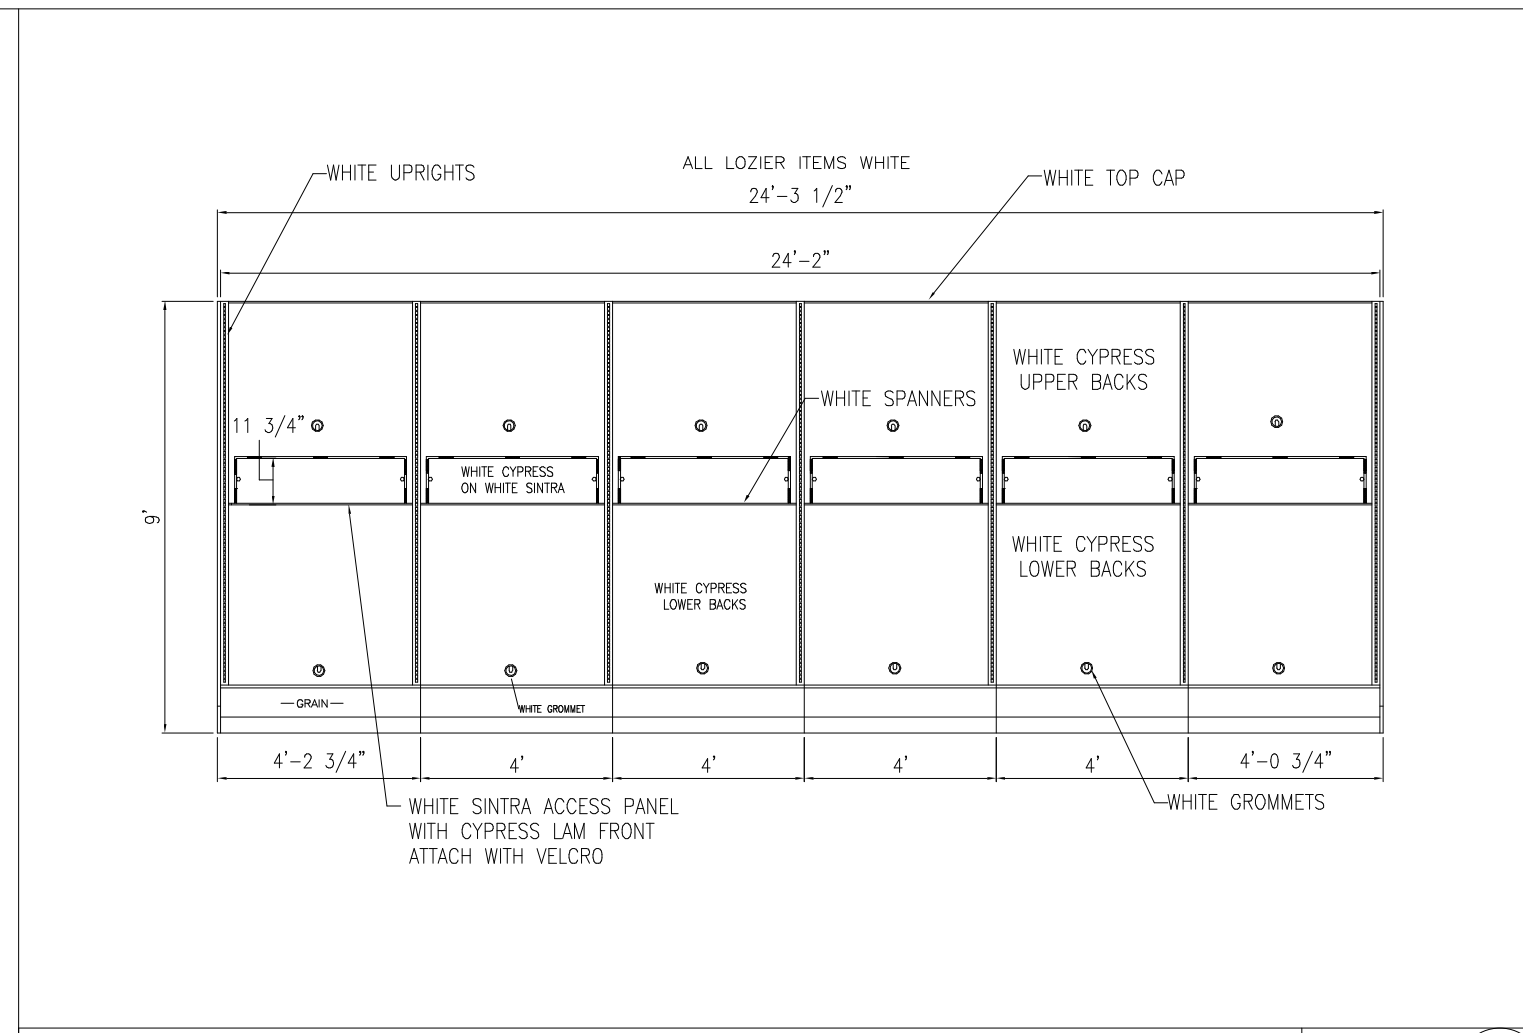 ALL LOZIER ITEMS WHITE
WHITE UPRIGHTS
WHITE TOP CAP
24'-3 1/2"
24'-2"
WHITE CYPRESS
UPPER BACKS
WHITE SPANNERS
11 3/4"
WHITE CYPRESS
ON WHITE SINTRA
9'
WHITE CYPRESS
LOWER BACKS
WHITE CYPRESS
LOWER BACKS
GRAIN
WHITE GROMMET
4'-2 3/4"
4'
4'
4'
4'
4'-0 3/4"
WHITE SINTRA ACCESS PANEL
WITH CYPRESS LAM FRONT
ATTACH WITH VELCRO
WHITE GROMMETS